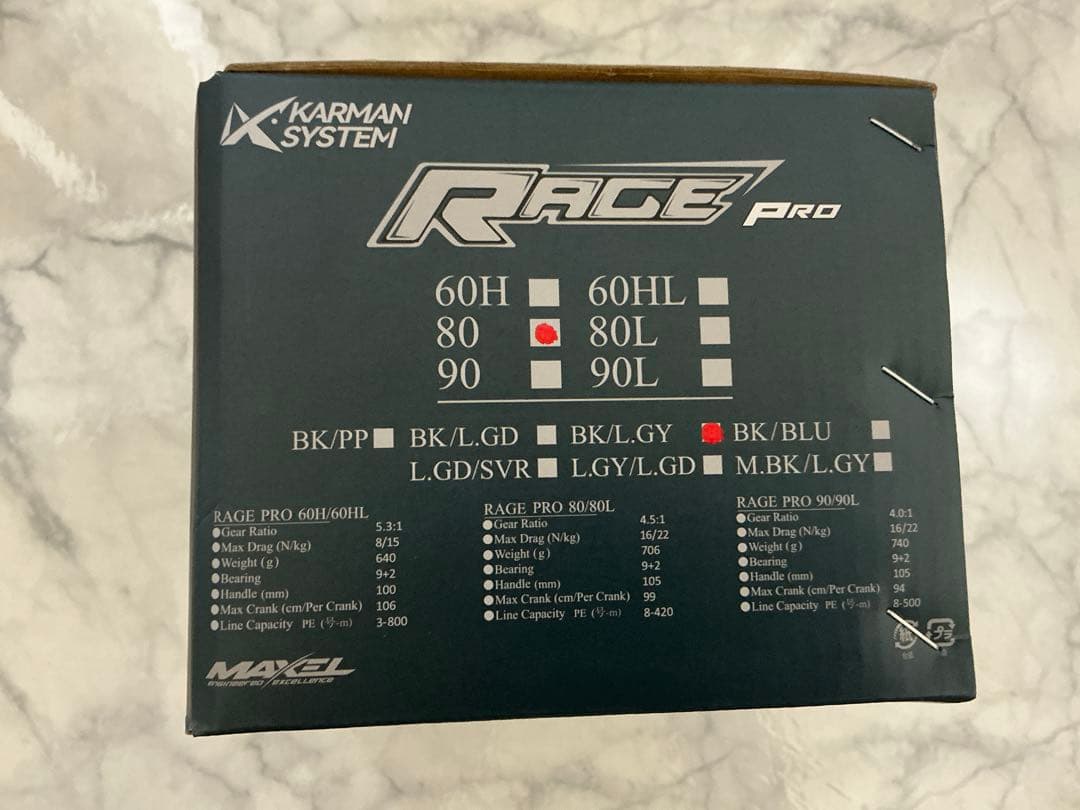 KARMAN
SYSTEM
RAGE PRO
60H 60HL
80 80L
90 90L
BK/PP BK/L.GD BK/L.GY BK/BLU
L.GD/SVR L.GY/L.GD M.BK/L.GY
RAGE PRO 60H/60HL
Gear Ratio 5.3:1
Max Drag (N/kg) 8/15
Weight (g) 640
Bearing 9+2
Handle (mm) 100
Max Crank (cm/Per Crank) 106
Line Capacity PE (号-m) 3-800
RAGE PRO 80/80L
Gear Ratio 4.5:1
Max Drag (N/kg) 16/22
Weight (g) 706
Bearing 9+2
Handle (mm) 105
Max Crank (cm/Per Crank) 99
Line Capacity PE (号-m) 8-420
RAGE PRO 90/90L
Gear Ratio 4.0:1
Max Drag (N/kg) 16/22
Weight (g) 740
Bearing 9+2
Handle (mm) 105
Max Crank (cm/Per Crank) 94
Line Capacity PE (号-m) 8-500
紙 プラ
MAXEL
engineered excellence